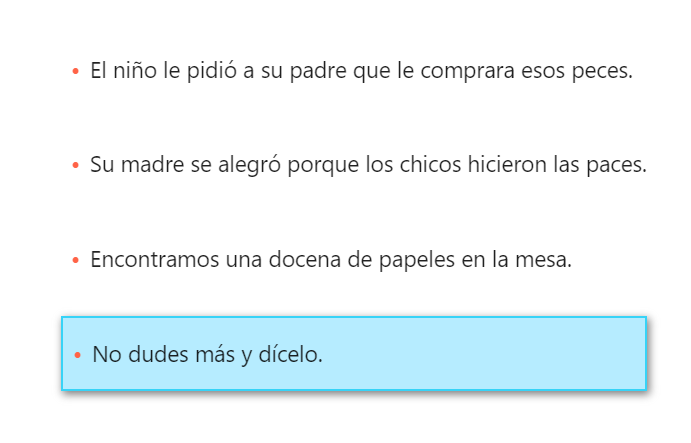 • El niño le pidió a su padre que le comprara esos peces.
• Su madre se alegró porque los chicos hicieron las paces.
• Encontramos una docena de papeles en la mesa.
• No dudes más y dícelo.